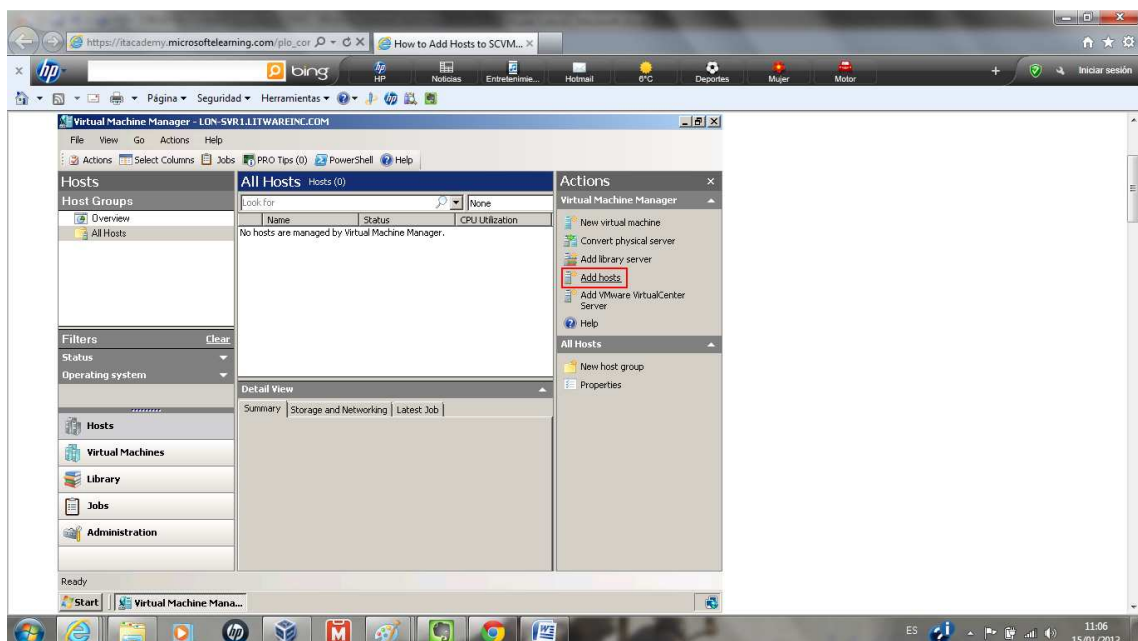 https://itacademy.microsoftelearning.com/plo_cor
How to Add Hosts to SCVM...
bing
HP
Noticias
Entretenimie...
Hotmail
6°C
Deportes
Mujer
Motor
Iniciar sesión
Página
Seguridad
Herramientas
Virtual Machine Manager - LON-SVR1.LITWAREINC.COM
File View Go Actions Help
Actions Select Columns Jobs PRO Tips (0) PowerShell Help
Hosts
Host Groups
Overview
All Hosts
Filters Clear
Status
Operating system
Hosts
Virtual Machines
Library
Jobs
Administration
All Hosts Hosts (0)
Look for
None
Name Status CPU Utilization
No hosts are managed by Virtual Machine Manager.
Detail View
Summary Storage and Networking Latest Job
Actions
Virtual Machine Manager
New virtual machine
Convert physical server
Add library server
Add hosts
Add VMware VirtualCenter
Server
Help
All Hosts
New host group
Properties
Ready
Start
Virtual Machine Mana...
ES
11:06
15/01/2013